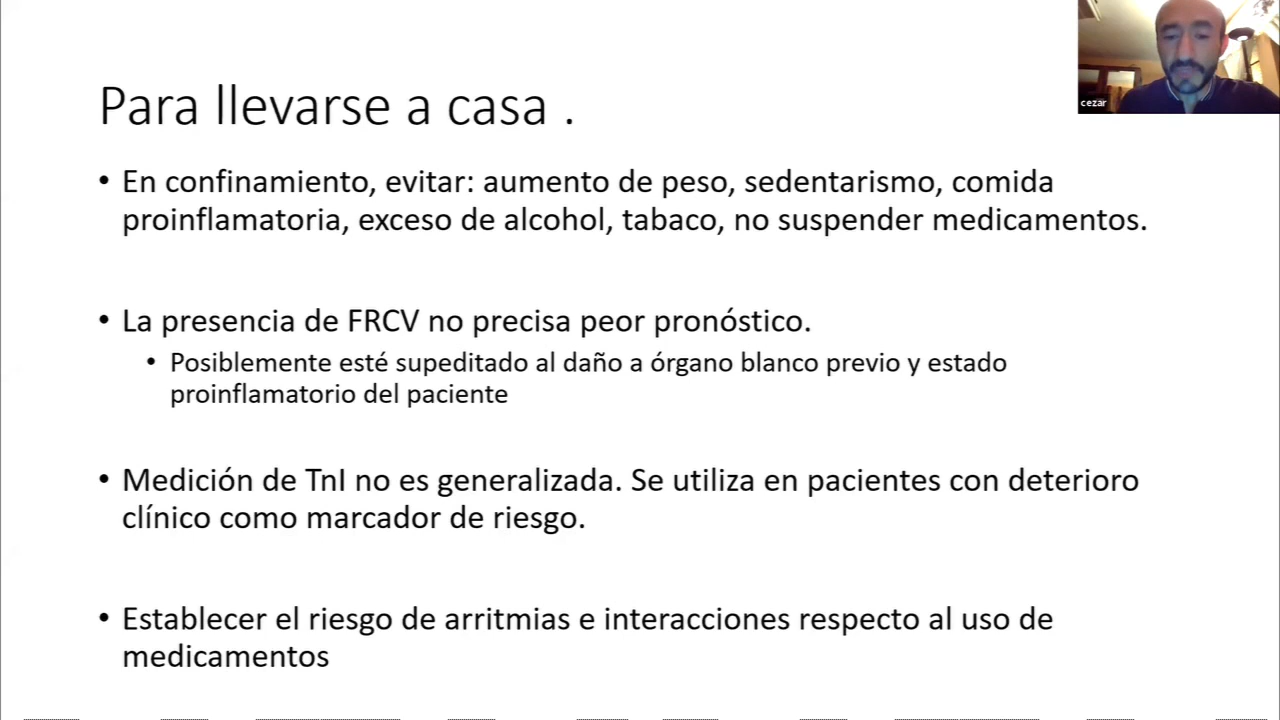 Para llevarse a casa .
• En confinamiento, evitar: aumento de peso, sedentarismo, comida
proinflamatoria, exceso de alcohol, tabaco, no suspender medicamentos.
• La presencia de FRCV no precisa peor pronóstico.
• Posiblemente esté supeditado al daño a órgano blanco previo y estado
proinflamatorio del paciente
• Medición de TnI no es generalizada. Se utiliza en pacientes con deterioro
clínico como marcador de riesgo.
• Establecer el riesgo de arritmias e interacciones respecto al uso de
medicamentos
cezar